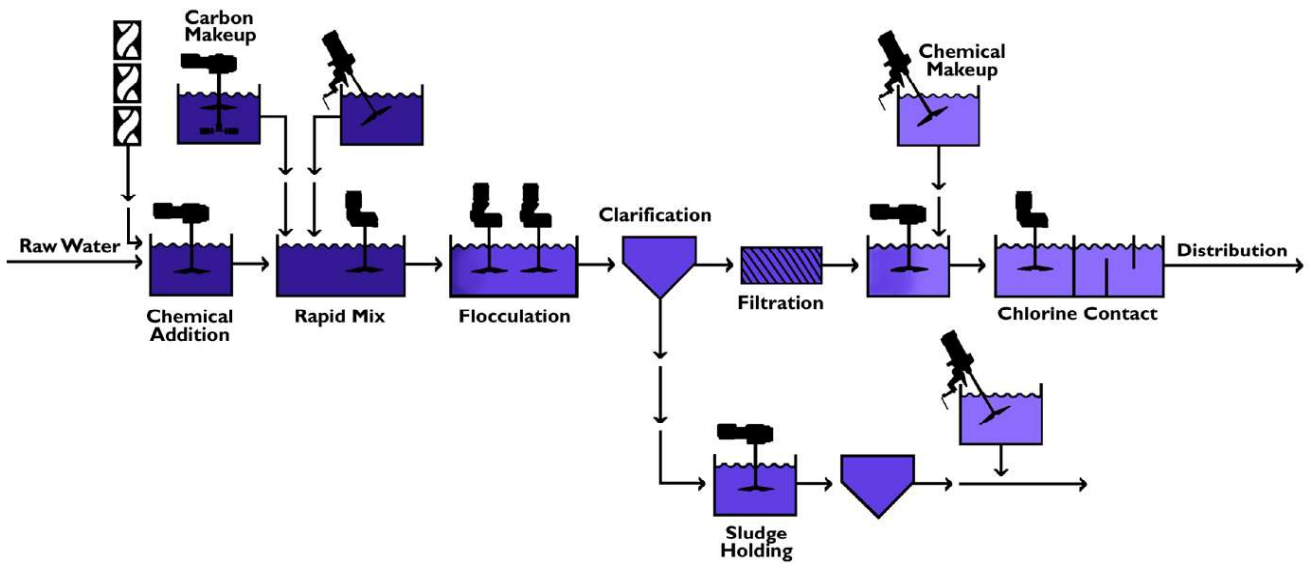 Carbon
Makeup
Chemical
Makeup
Raw Water
Clarification
Distribution
Chemical
Addition
Rapid Mix
Flocculation
Filtration
Chlorine Contact
Sludge
Holding